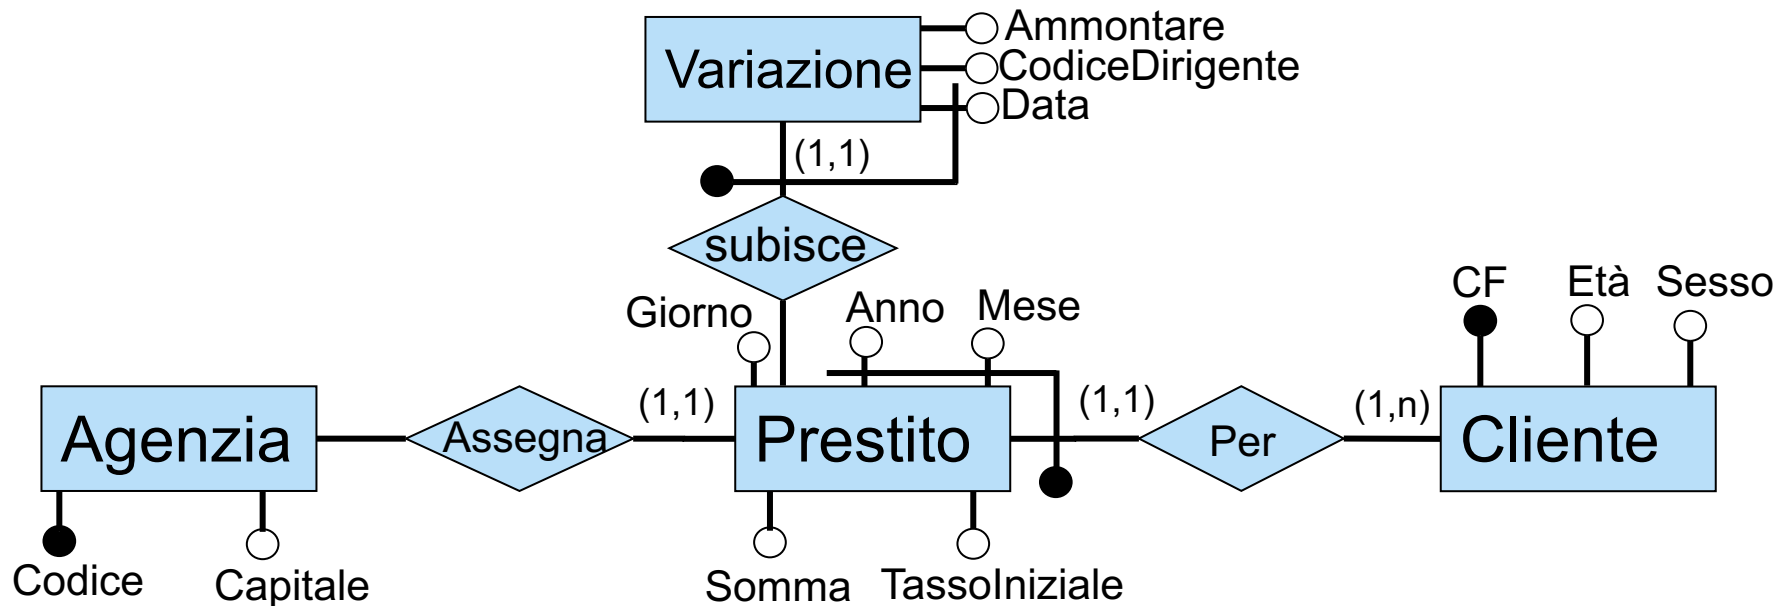 Ammontare
Variazione
CodiceDirigente
Data
(1,1)
subisce
Giorno
Anno
Mese
CF
Età
Sesso
Agenzia
Assegna
(1,1)
Prestito
(1,1)
Per
(1,n)
Cliente
Codice
Capitale
Somma
TassoIniziale